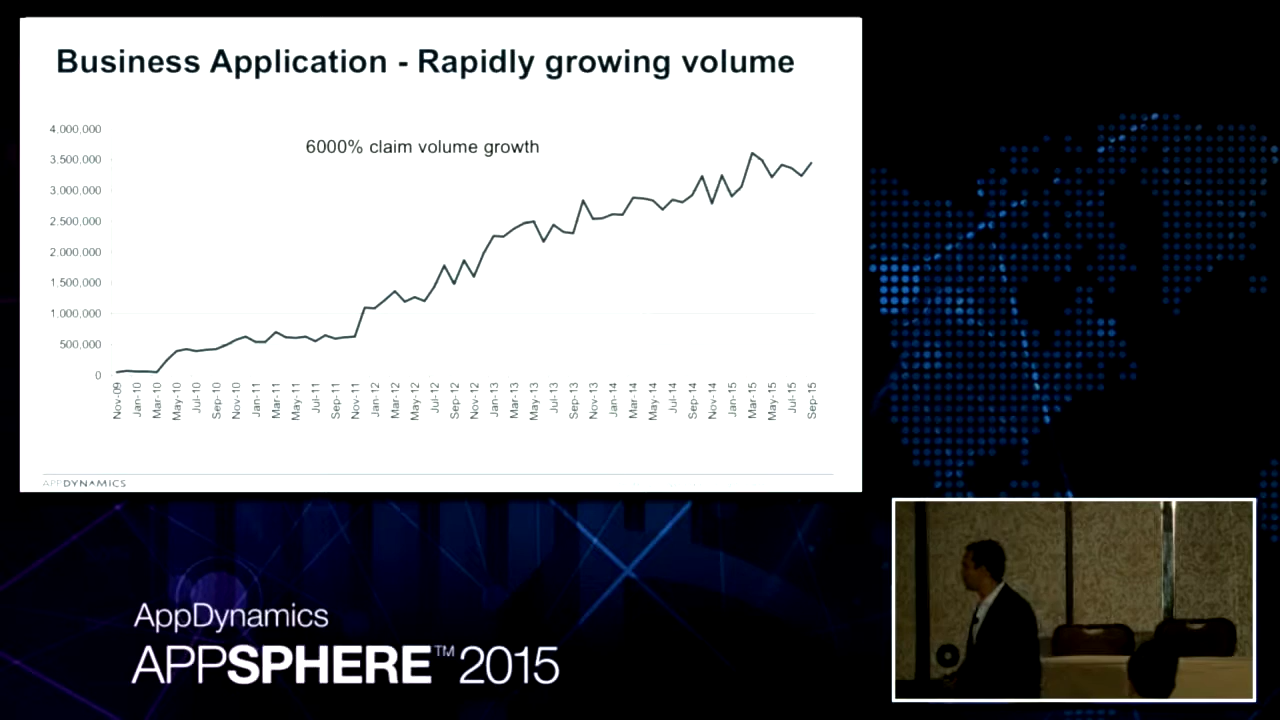 Business Application - Rapidly growing volume
6000% claim volume growth
4,000,000
3,500,000
3,000,000
2,500,000
2,000,000
1,500,000
1,000,000
500,000
0
Nov-09
Jan-10
Mar-10
May-10
Jul-10
Sep-10
Nov-10
Jan-11
Mar-11
May-11
Jul-11
Sep-11
Nov-11
Jan-12
Mar-12
May-12
Jul-12
Sep-12
Nov-12
Jan-13
Mar-13
May-13
Jul-13
Sep-13
Nov-13
Jan-14
Mar-14
May-14
Jul-14
Sep-14
Nov-14
Jan-15
Mar-15
May-15
Jul-15
Sep-15
APPDYNAMICS
AppDynamics
APPSPHERE™ 2015